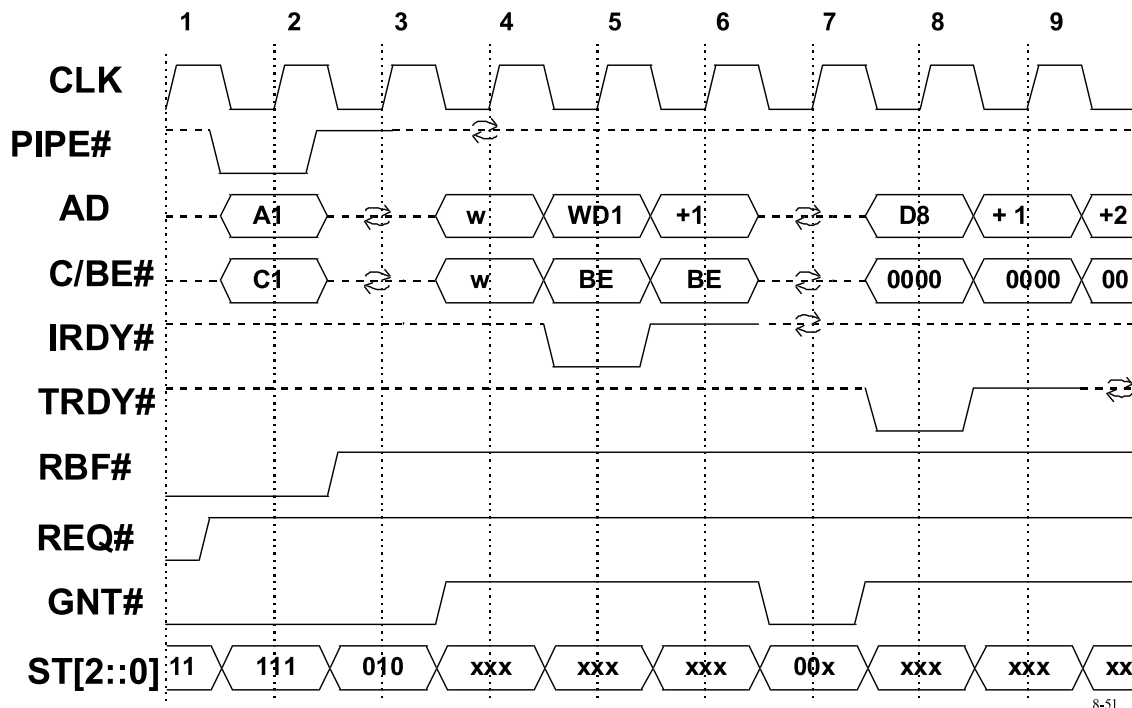 1 2 3 4 5 6 7 8 9
CLK
PIPE#
AD A1 w WD1 +1 D8 + 1 +2
C/BE# C1 w BE BE 0000 0000 00
IRDY#
TRDY#
RBF#
REQ#
GNT#
ST[2::0] 11 111 010 xxx xxx xxx 00x xxx xxx xx
8-51